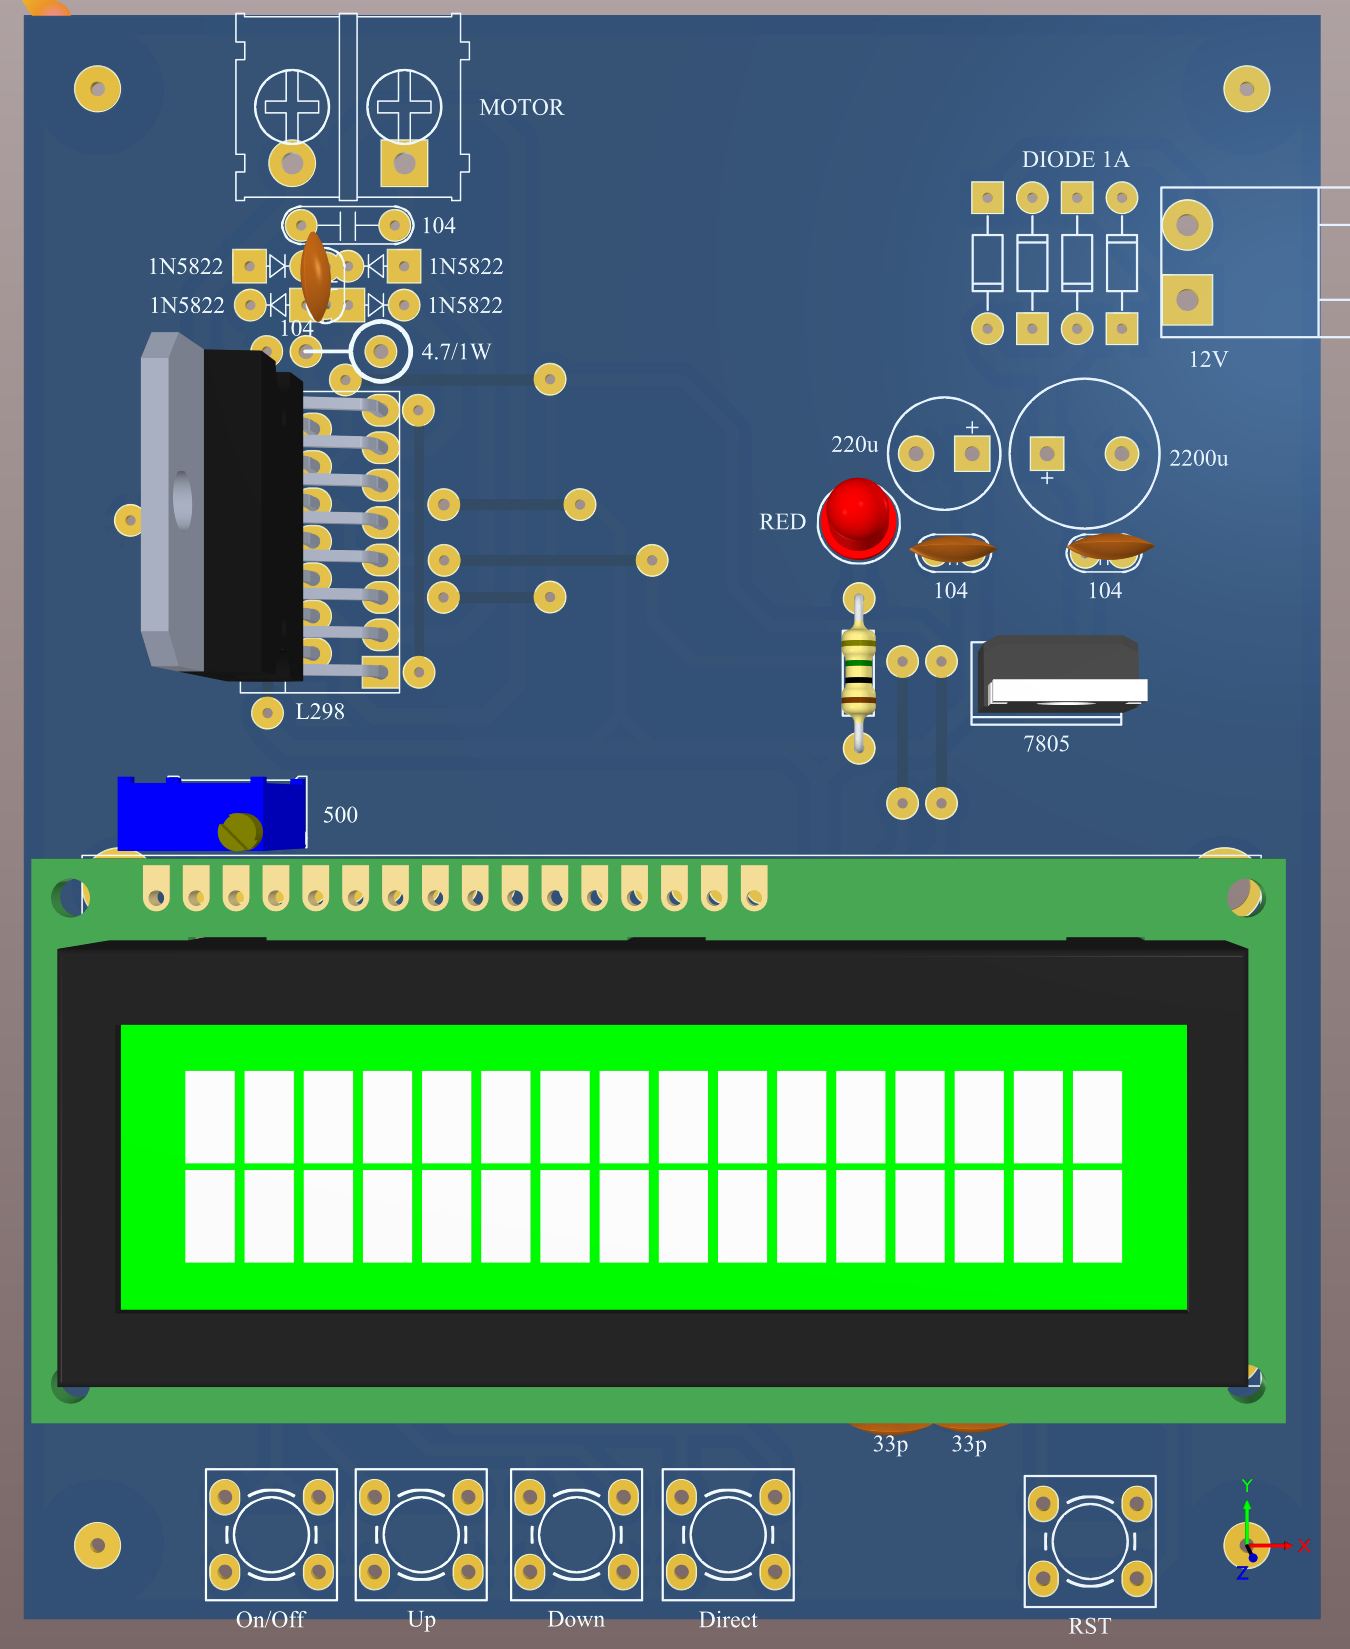 MOTOR
DIODE 1A
104
1N5822
1N5822
1N5822
1N5822
104
4.7/1W
12V
220u
+
+
2200u
RED
104
104
L298
7805
500
33p
33p
Y
X
Z
On/Off
Up
Down
Direct
RST